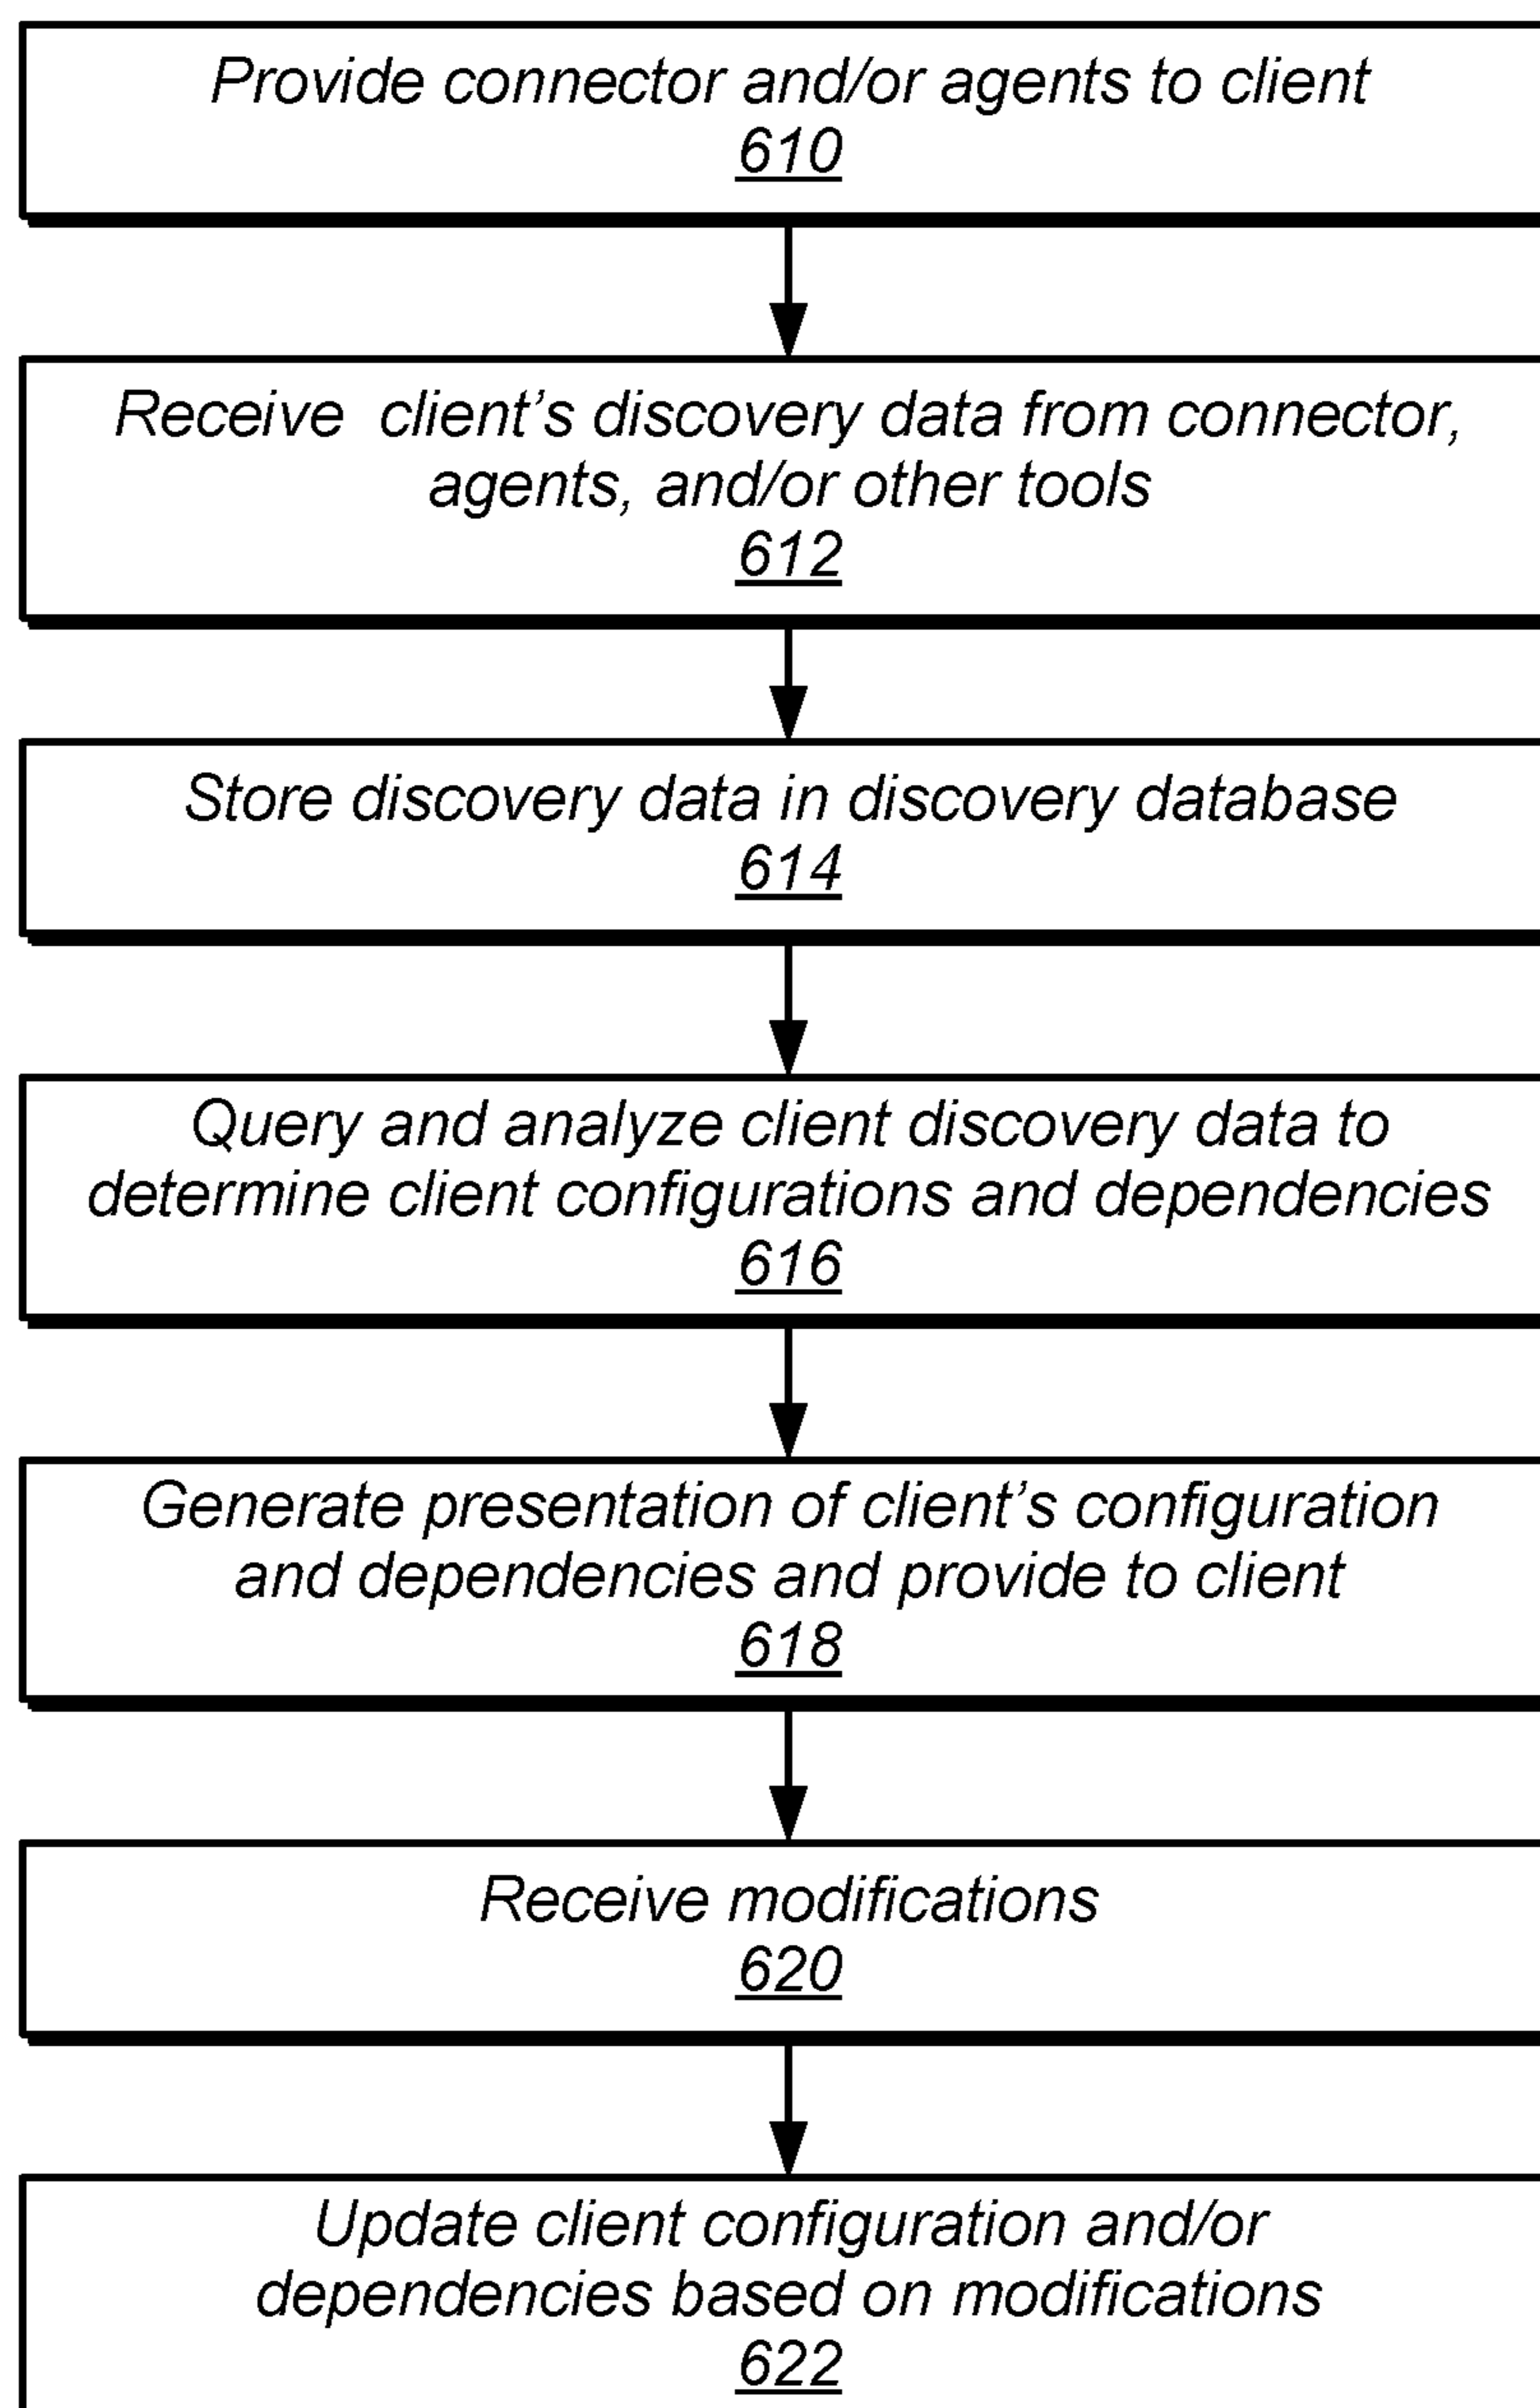 Provide connector and/or agents to client
610
Receive client’s discovery data from connector,
agents, and/or other tools
612
Store discovery data in discovery database
614
Query and analyze client discovery data to
determine client configurations and dependencies
616
Generate presentation of client’s configuration
and dependencies and provide to client
618
Receive modifications
620
Update client configuration and/or
dependencies based on modifications
622